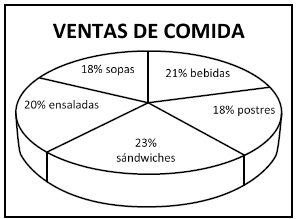 VENTAS DE COMIDA
18% sopas
21% bebidas
20% ensaladas
18% postres
23%
sándwiches